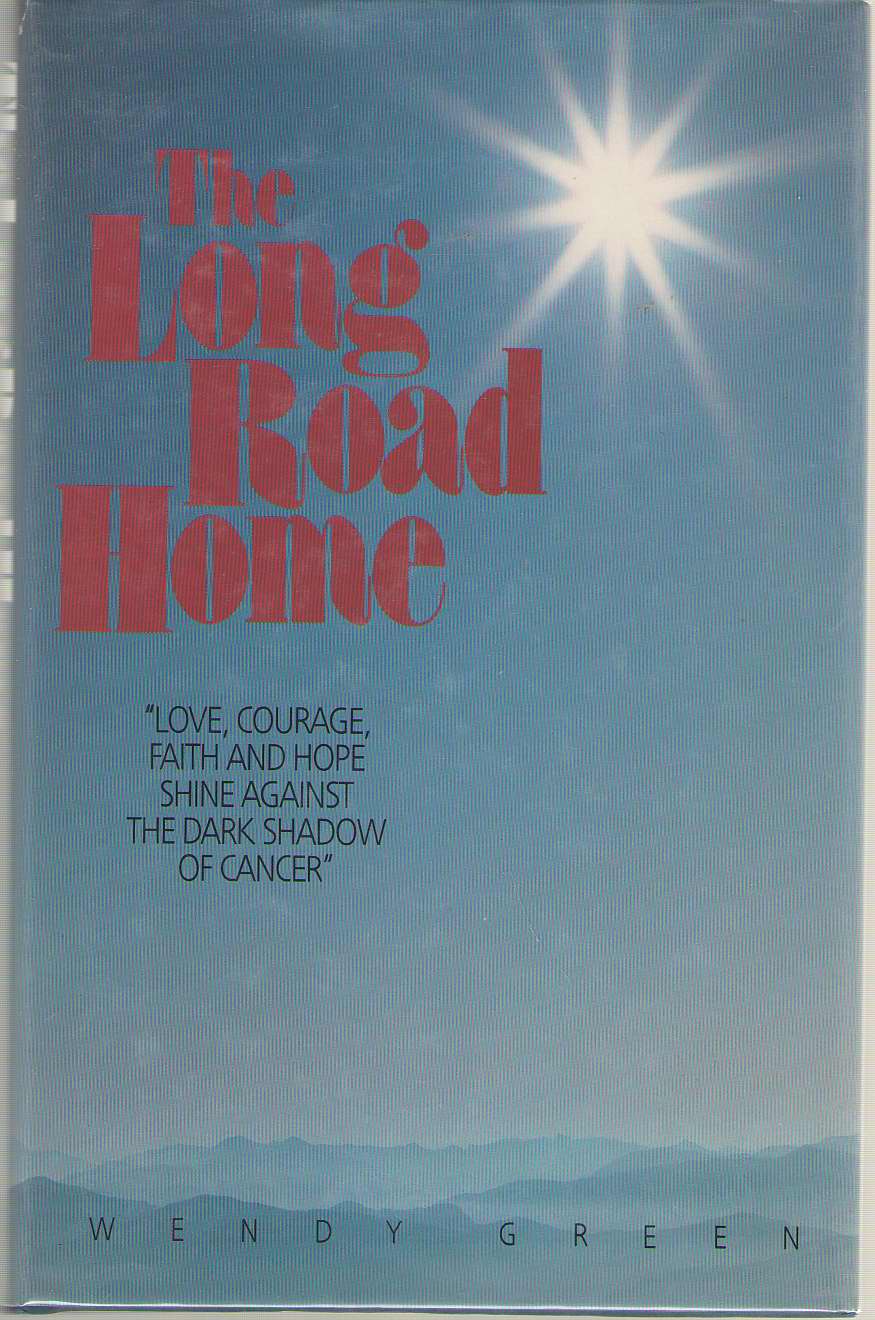 The
Long
Road
Home
"LOVE, COURAGE,
FAITH AND HOPE
SHINE AGAINST
THE DARK SHADOW
OF CANCER"
WENDY GREEN